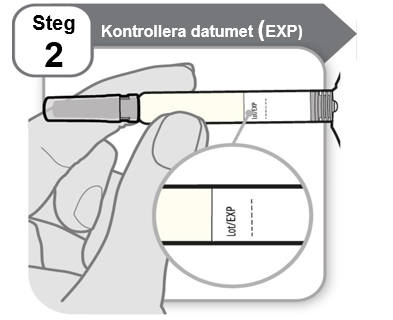 Steg
2
Kontrollera datumet (EXP)
Lot/EXP
Lot/EXP